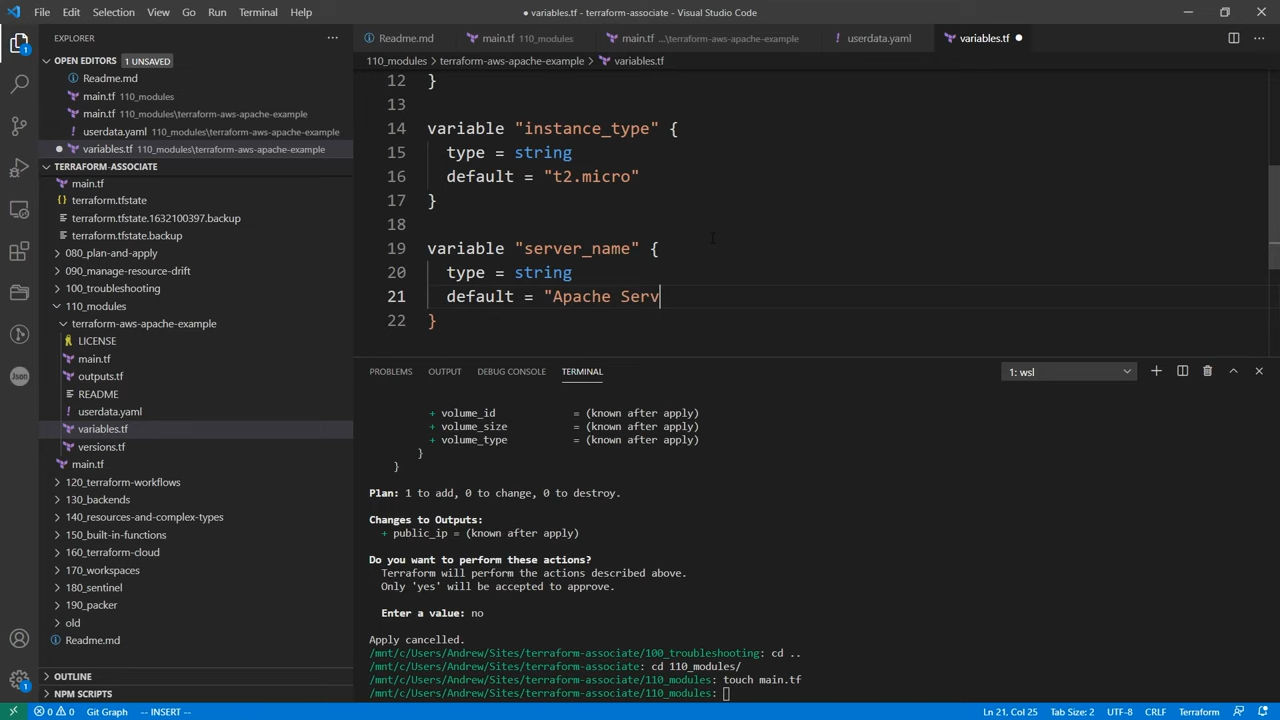 File Edit Selection View Go Run Terminal Help
● variables.tf - terraform-associate - Visual Studio Code
EXPLORER
OPEN EDITORS 1 UNSAVED
Readme.md
main.tf 110_modules
main.tf 110_modules\terraform-aws-apache-example
userdata.yaml 110_modules\terraform-aws-apache-example
variables.tf 110_modules\terraform-aws-apache-example
TERRAFORM-ASSOCIATE
main.tf
terraform.tfstate
terraform.tfstate.1632100397.backup
terraform.tfstate.backup
080_plan-and-apply
090_manage-resource-drift
100_troubleshooting
110_modules
terraform-aws-apache-example
LICENSE
main.tf
outputs.tf
README
userdata.yaml
variables.tf
versions.tf
main.tf
120_terraform-workflows
130_backends
140_resources-and-complex-types
150_built-in-functions
160_terraform-cloud
170_workspaces
180_sentinel
190_packer
old
Readme.md
OUTLINE
NPM SCRIPTS
1
Json
1
Readme.md
main.tf 110_modules
main.tf ...\terraform-aws-apache-example
userdata.yaml
variables.tf ●
110_modules > terraform-aws-apache-example > variables.tf
12 }
13
14 variable "instance_type" {
15 type = string
16 default = "t2.micro"
17 }
18
19 variable "server_name" {
20 type = string
21 default = "Apache Serv
22 }
PROBLEMS OUTPUT DEBUG CONSOLE TERMINAL
1: wsl
+ volume_id = (known after apply)
+ volume_size = (known after apply)
+ volume_type = (known after apply)
}
}
Plan: 1 to add, 0 to change, 0 to destroy.
Changes to Outputs:
+ public_ip = (known after apply)
Do you want to perform these actions?
Terraform will perform the actions described above.
Only 'yes' will be accepted to approve.
Enter a value: no
Apply cancelled.
/mnt/c/Users/Andrew/Sites/terraform-associate/100_troubleshooting: cd ..
/mnt/c/Users/Andrew/Sites/terraform-associate: cd 110_modules/
/mnt/c/Users/Andrew/Sites/terraform-associate/110_modules: touch main.tf
/mnt/c/Users/Andrew/Sites/terraform-associate/110_modules:
0 0 Git Graph -- INSERT -- Ln 21, Col 25 Tab Size: 2 UTF-8 CRLF Terraform